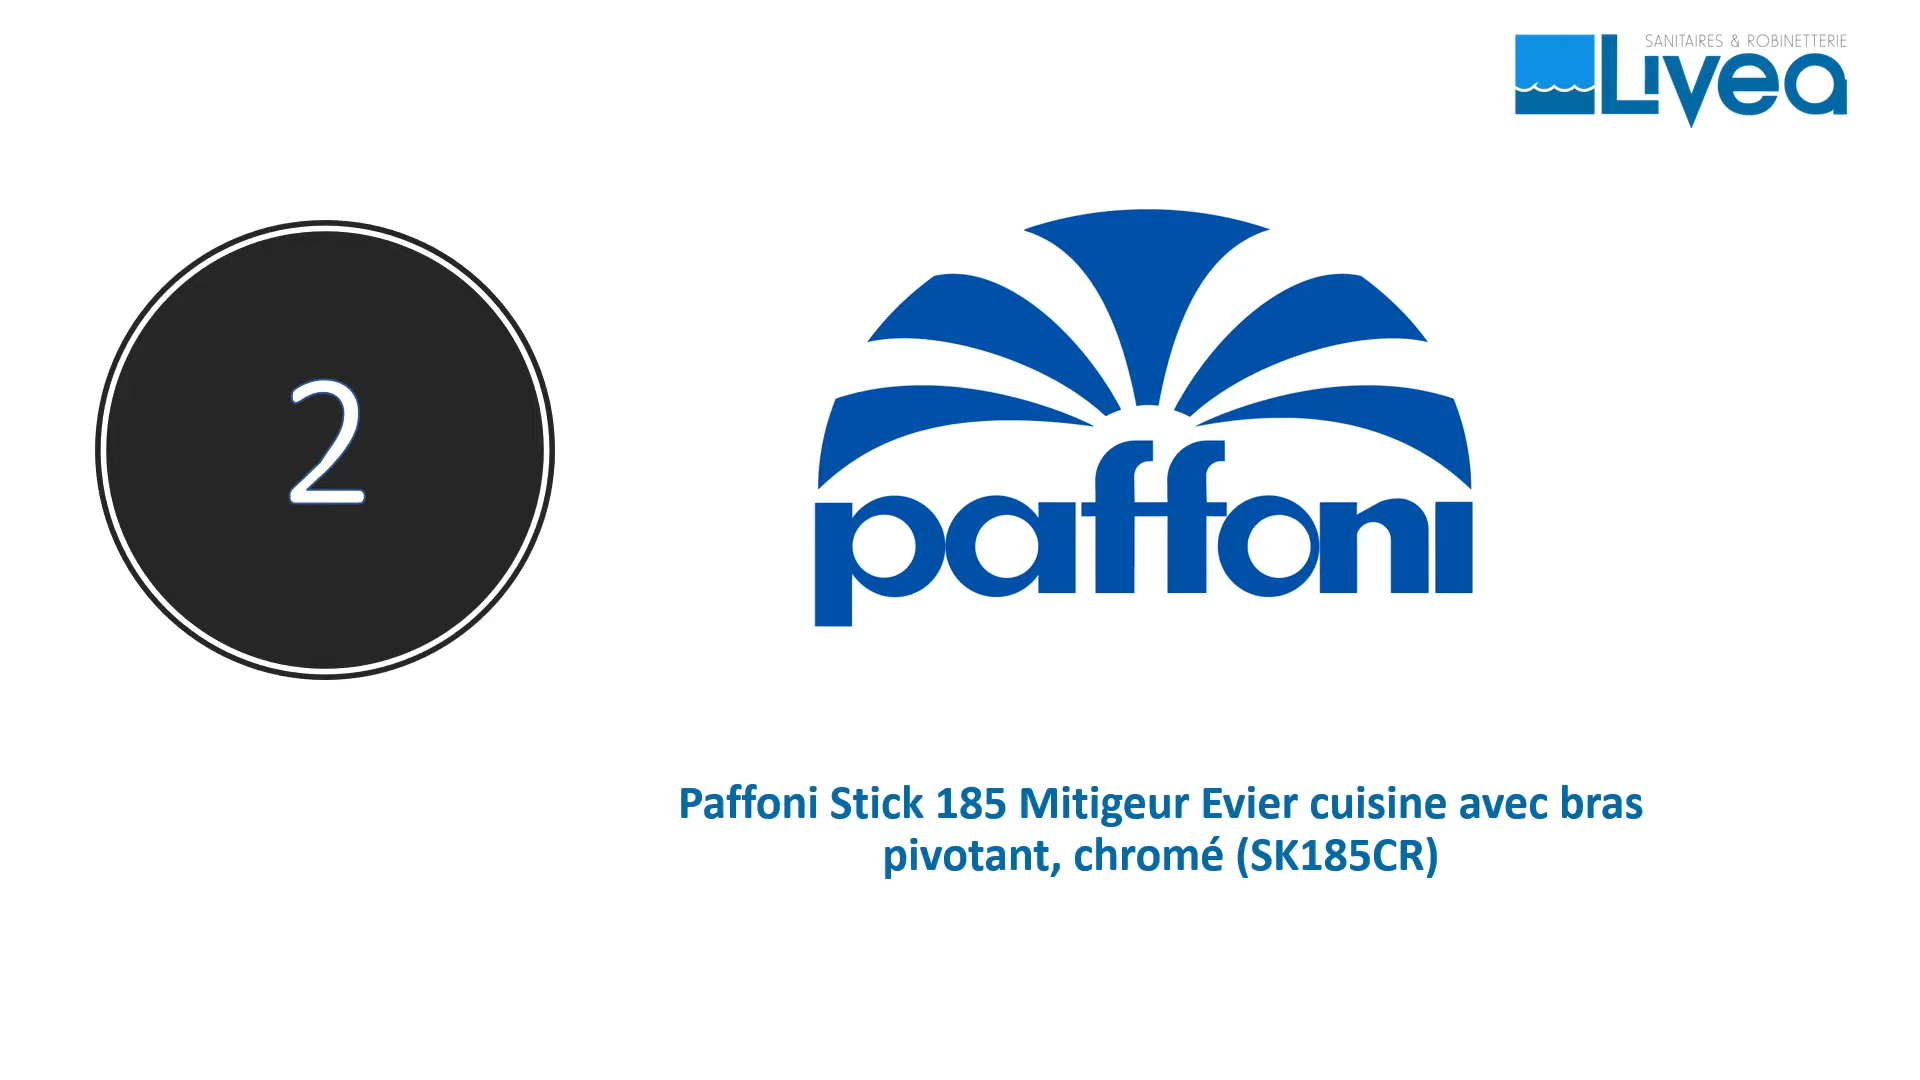 SANITAIRES & ROBINETTERIE
Livea
2
paffoni
Paffoni Stick 185 Mitigeur Evier cuisine avec bras
pivotant, chromé (SK185CR)